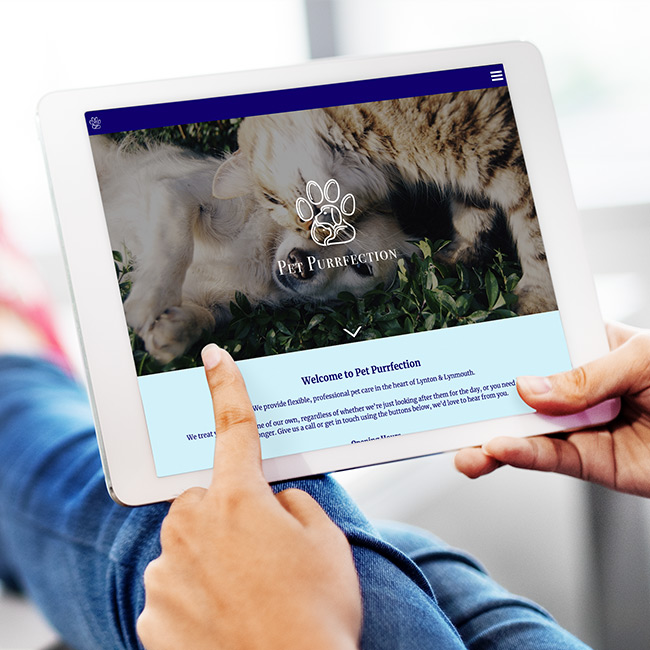 Pet Purrfection
Welcome to Pet Purrfection
We provide flexible, professional pet care in the heart of Lynton & Lynmouth.
We treat one of our own, regardless of whether we're just looking after them for the day, or you need
onger. Give us a call or get in touch using the buttons below, we'd love to hear from you.
Opening Hours